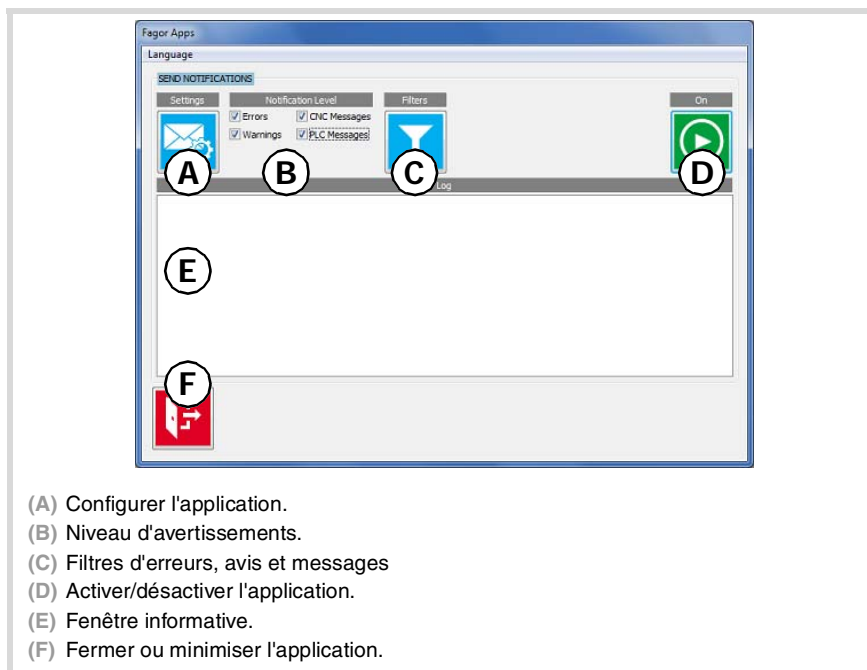 Fagor Apps
Language
SEND NOTIFICATIONS
Settings Notification Level Filters On
Errors CNC Messages
Warnings PLC Messages
A B C D
Log
E
F
(A) Configurer l'application.
(B) Niveau d'avertissements.
(C) Filtres d'erreurs, avis et messages
(D) Activer/désactiver l'application.
(E) Fenêtre informative.
(F) Fermer ou minimiser l'application.